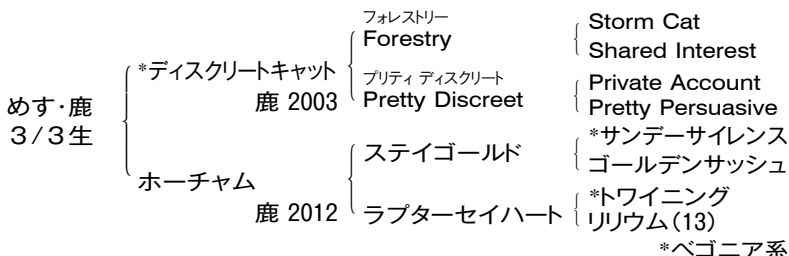 めす・鹿
3/3生
*ディスクリートキャット
鹿 2003
ホーチャム
鹿 2012
フォレストリー
Forestry
プリティ ディスクリート
Pretty Discreet
ステイゴールド
ラプターセイハート
Storm Cat
Shared Interest
Private Account
Pretty Persuasive
*サンデーサイレンス
ゴールデンサッシュ
*トワイニング
リリウム(13)
*ベゴニア系